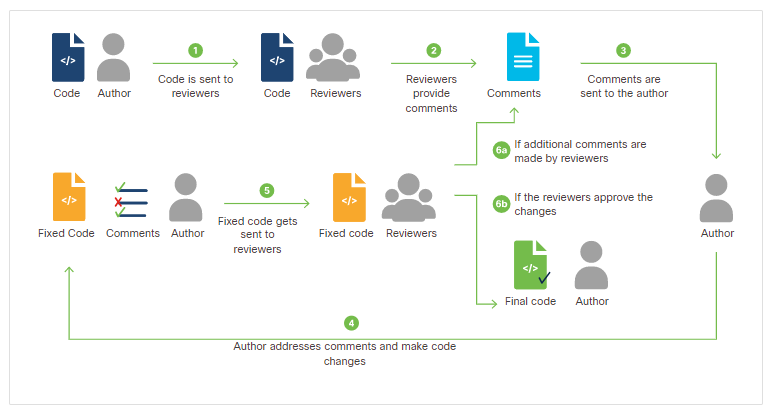 1
Code is sent to
reviewers
</>
Code
Author
</>
Code
Reviewers
2
Reviewers
provide
comments
Comments
3
Comments are
sent to the author
Author
4
Author addresses comments and make code
changes
</>
Fixed Code
Comments
Author
5
Fixed code gets
sent to
reviewers
</>
Fixed code
Reviewers
6a
If additional comments are
made by reviewers
6b
If the reviewers approve the
changes
</>
Final code
Author